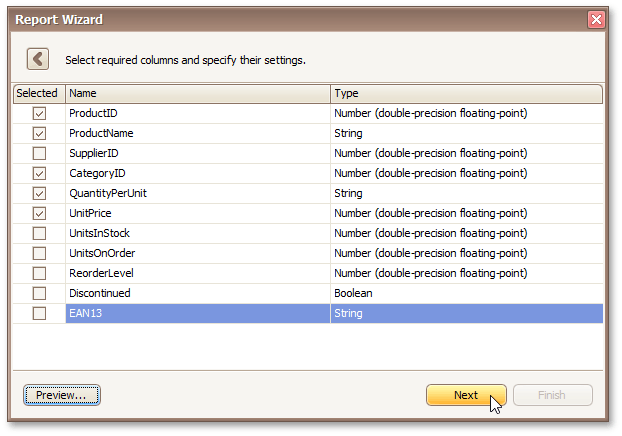 Report Wizard
Select required columns and specify their settings.
Selected Name Type
ProductID Number (double-precision floating-point)
ProductName String
SupplierID Number (double-precision floating-point)
CategoryID Number (double-precision floating-point)
QuantityPerUnit String
UnitPrice Number (double-precision floating-point)
UnitsInStock Number (double-precision floating-point)
UnitsOnOrder Number (double-precision floating-point)
ReorderLevel Number (double-precision floating-point)
Discontinued Boolean
EAN13 String
Preview... Next Finish